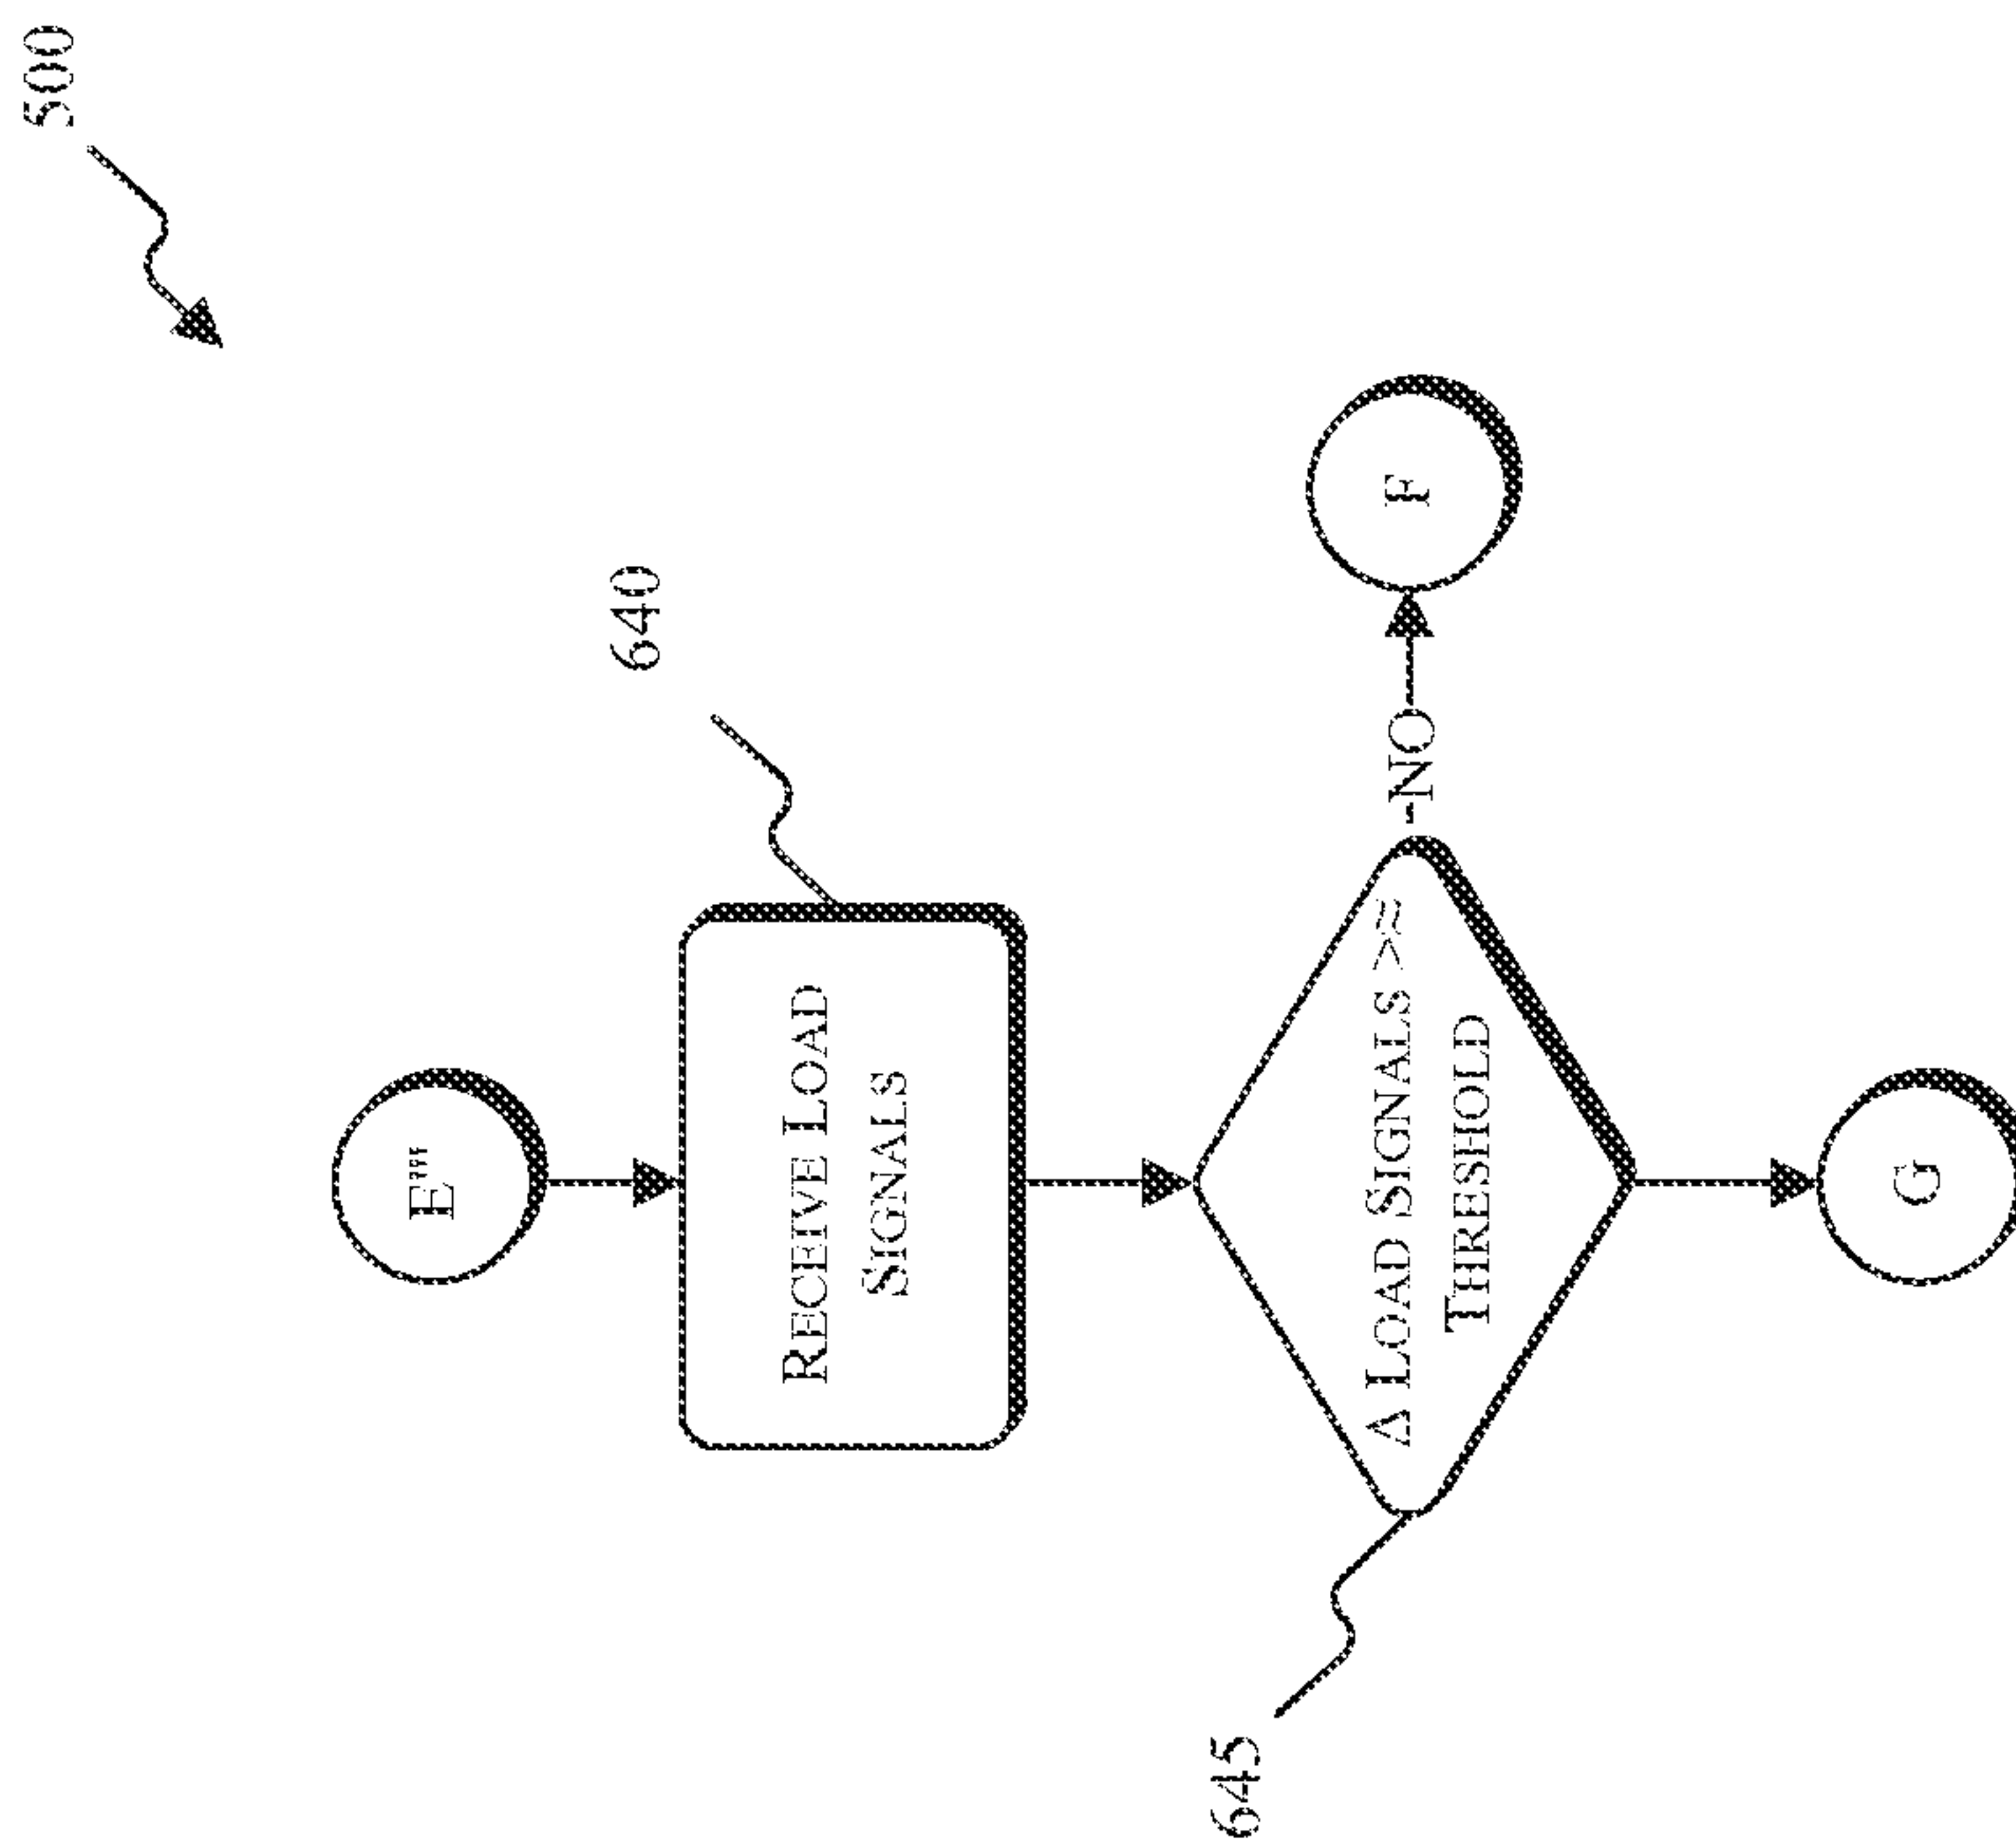 500
E""
640
RECEIVE LOAD
SIGNALS
645
Δ LOAD SIGNALS >=
THRESHOLD
NO
F
G